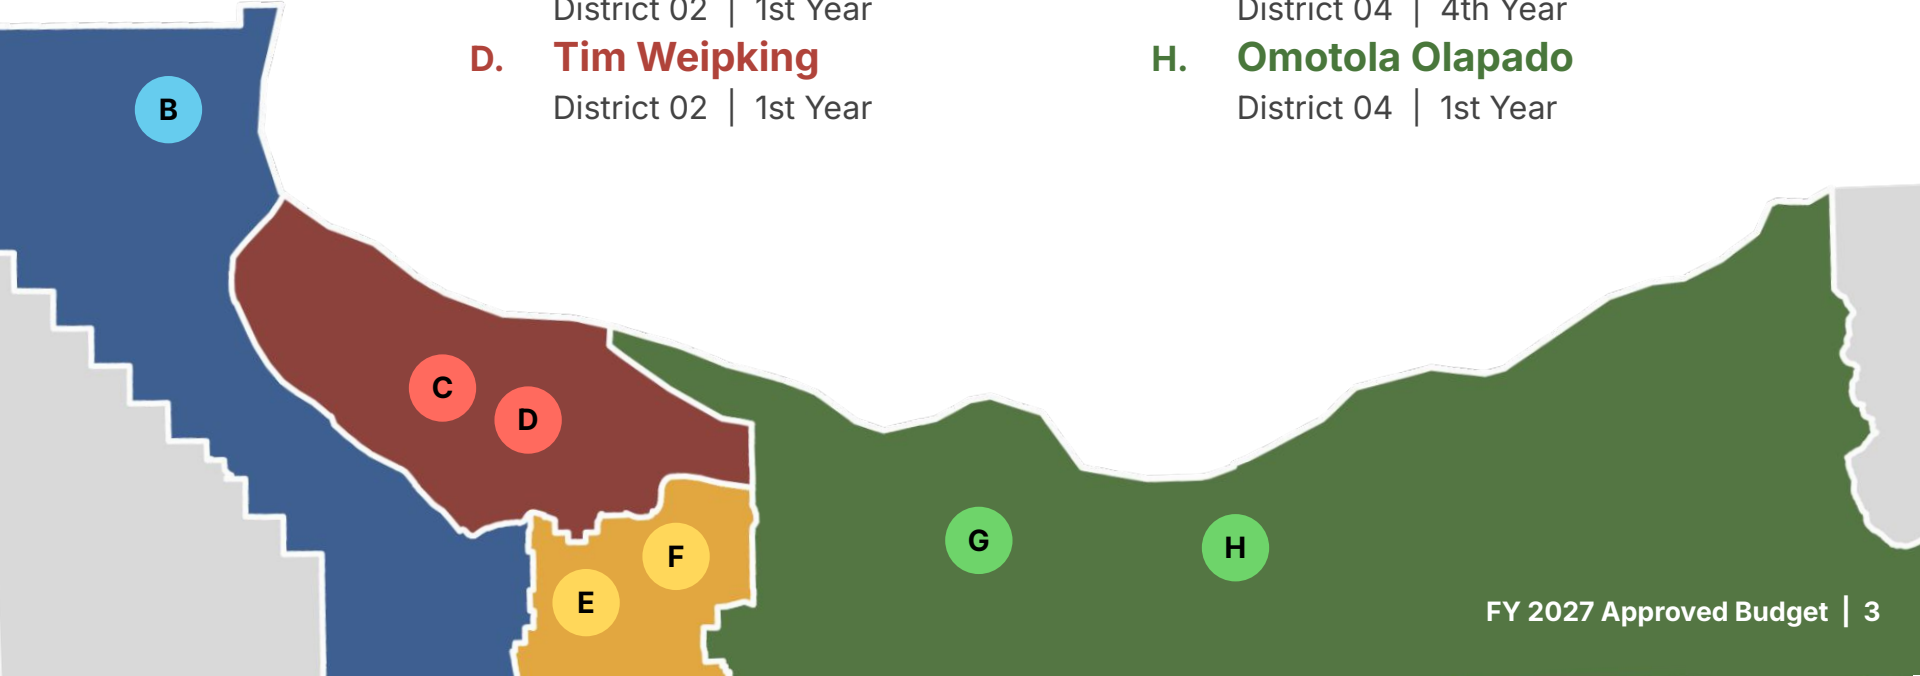 District 02 | 1st Year
D. Tim Weipking
District 02 | 1st Year
District 04 | 4th Year
H. Omotola Olapado
District 04 | 1st Year
B
C
D
E
F
G
H
FY 2027 Approved Budget | 3